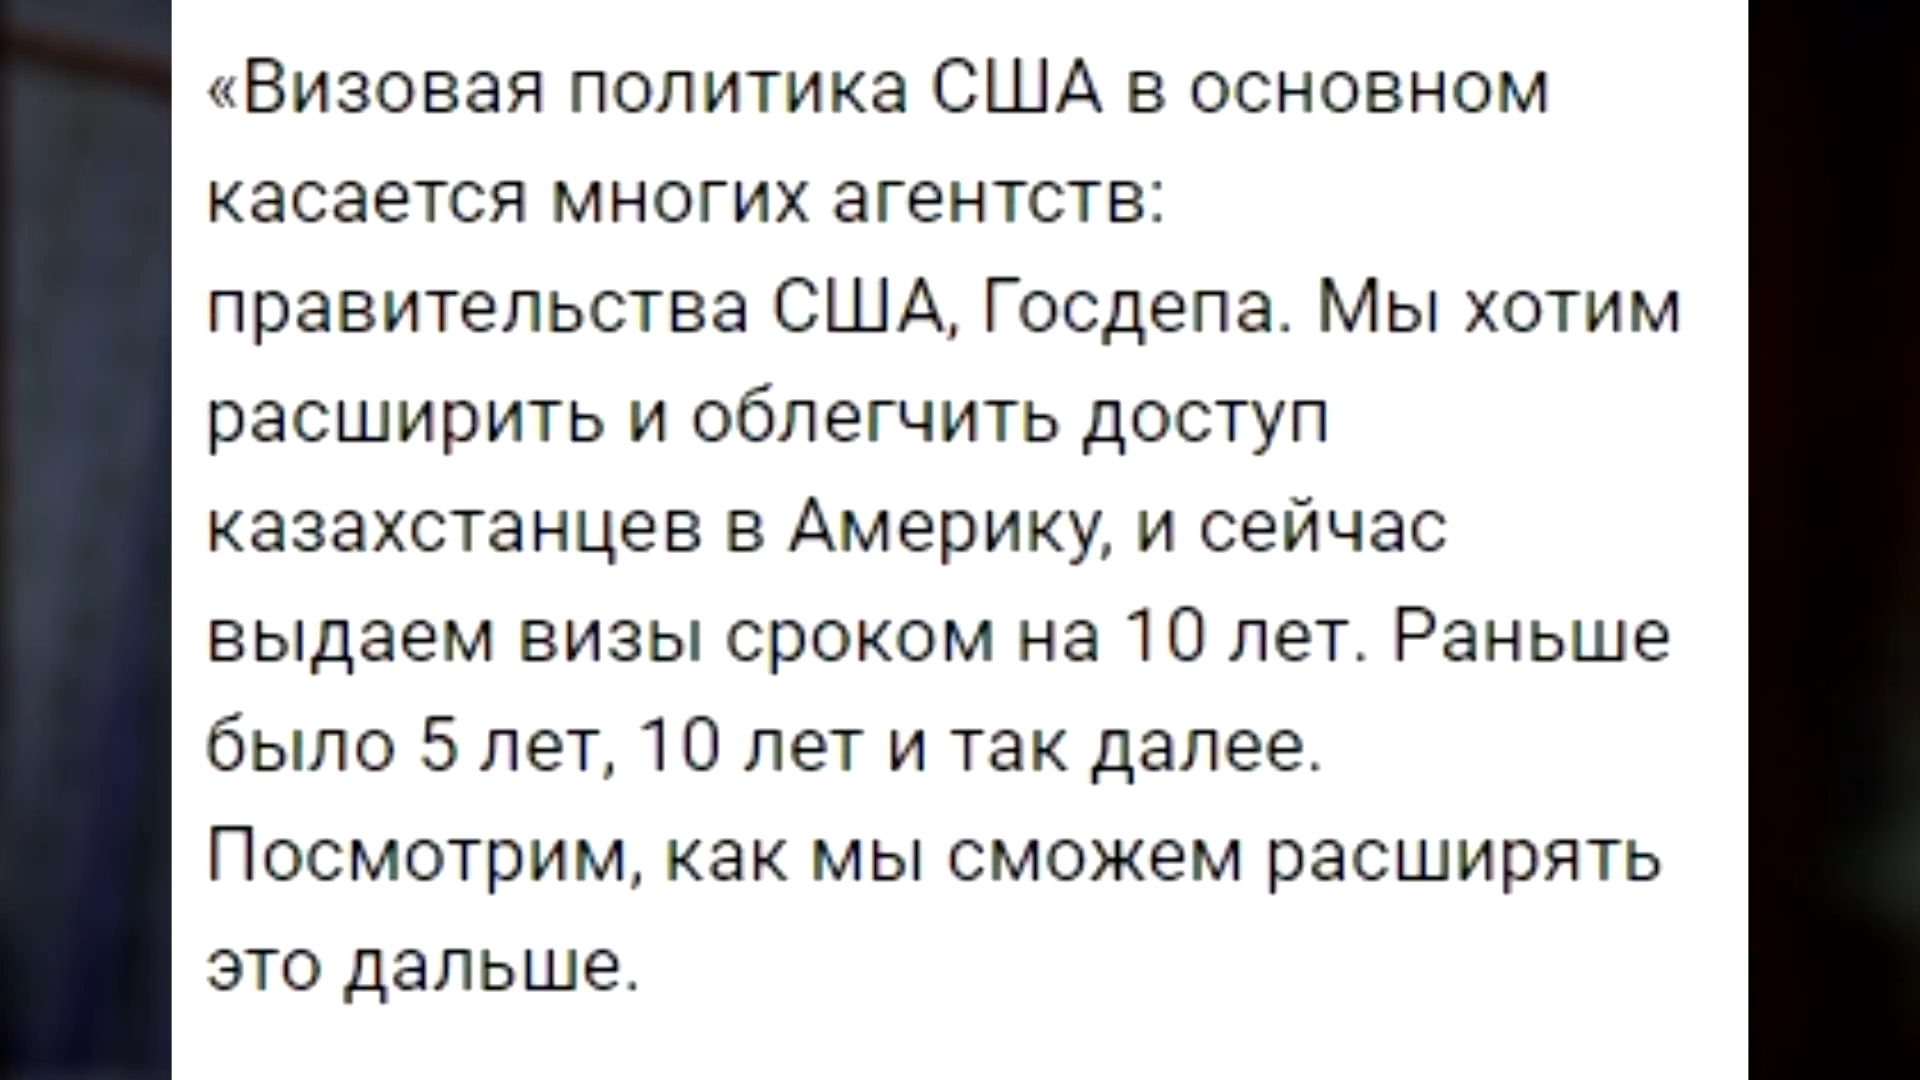 «Визовая политика США в основном
касается многих агентств:
правительства США, Госдепа. Мы хотим
расширить и облегчить доступ
казахстанцев в Америку, и сейчас
выдаем визы сроком на 10 лет. Раньше
было 5 лет, 10 лет и так далее.
Посмотрим, как мы сможем расширять
это дальше.